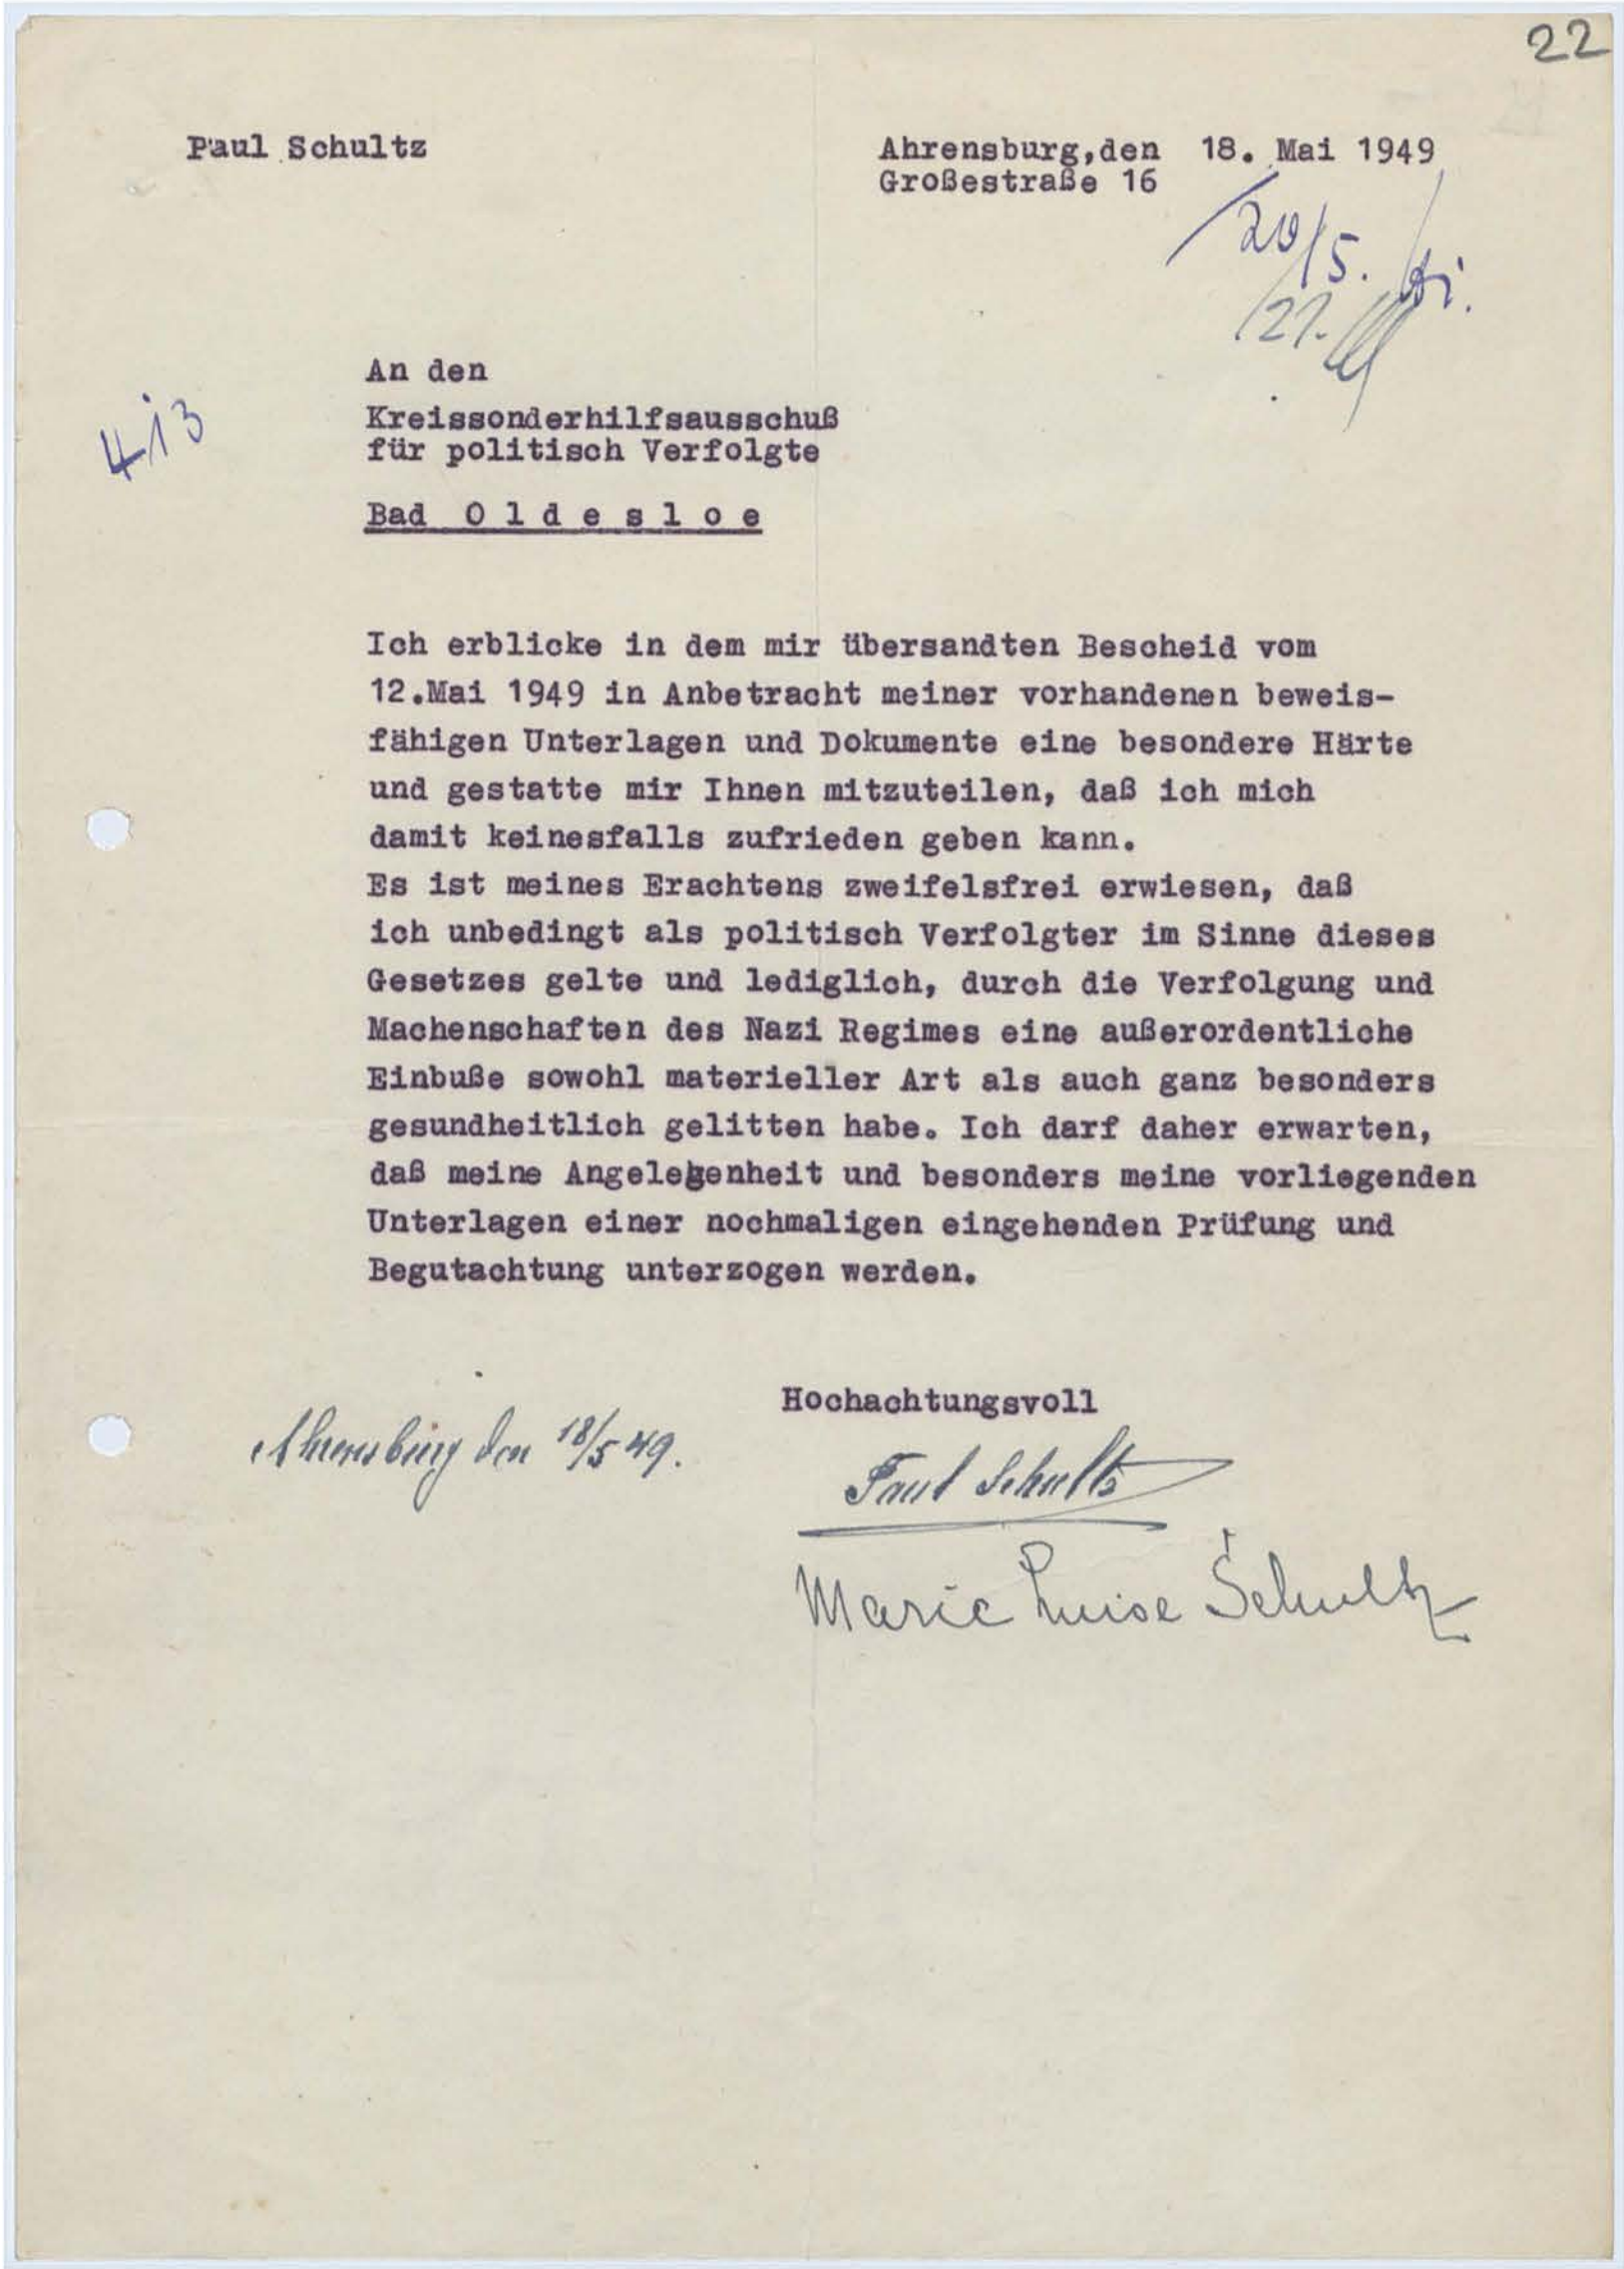 22
Paul Schultz
Ahrensburg,den 18. Mai 1949
Großestraße 16
20/5.
21.
An den
413
Kreissonderhilfsausschuß
für politisch Verfolgte
Bad O l d e s l o e
Ich erblicke in dem mir übersandten Bescheid vom
12.Mai 1949 in Anbetracht meiner vorhandenen beweis-
fähigen Unterlagen und Dokumente eine besondere Härte
und gestatte mir Ihnen mitzuteilen, daß ich mich
damit keinesfalls zufrieden geben kann.
Es ist meines Erachtens zweifelsfrei erwiesen, daß
ich unbedingt als politisch Verfolgter im Sinne dieses
Gesetzes gelte und lediglich, durch die Verfolgung und
Machenschaften des Nazi Regimes eine außerordentliche
Einbuße sowohl materieller Art als auch ganz besonders
gesundheitlich gelitten habe. Ich darf daher erwarten,
daß meine Angelegenheit und besonders meine vorliegenden
Unterlagen einer nochmaligen eingehenden Prüfung und
Begutachtung unterzogen werden.
Hochachtungsvoll
Ahrensburg den 18/5 49.
Paul Schultz
Marie Luise Schultz